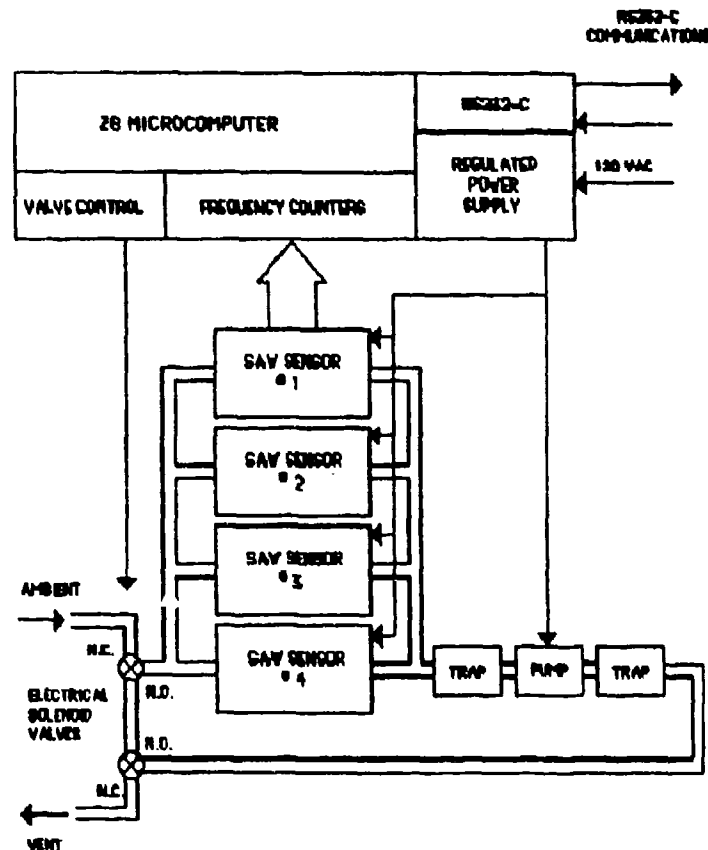 RS232-C
COMMUNICATIONS
Z8 MICROCOMPUTER
RS232-C
REGULATED
POWER
SUPPLY
120 VAC
VALVE CONTROL
FREQUENCY COUNTERS
SAW SENSOR
# 1
SAW SENSOR
# 2
SAW SENSOR
# 3
SAW SENSOR
# 4
AMBIENT
N.C.
N.O.
ELECTRICAL
SOLENOID
VALVES
N.O.
N.C.
VENT
TRAP
PUMP
TRAP